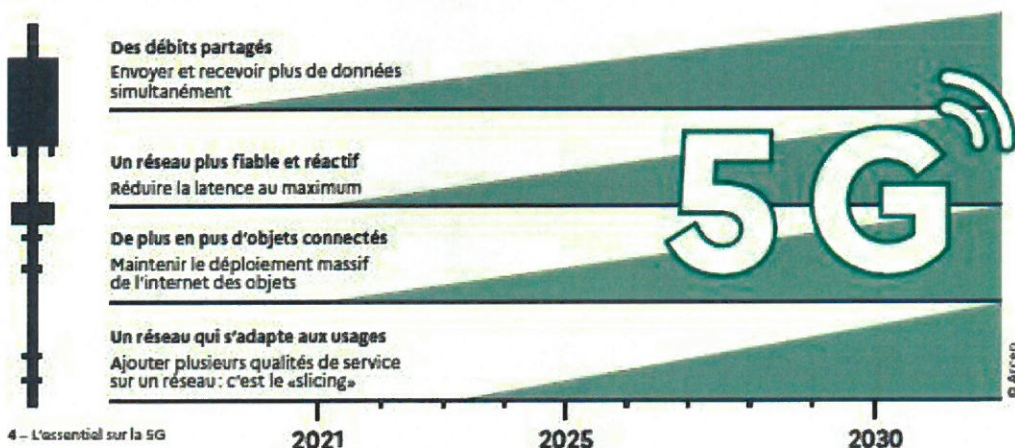 Des débits partagés
Envoyer et recevoir plus de données
simultanément
Un réseau plus fiable et réactif
Réduire la latence au maximum
De plus en pus d'objets connectés
Maintenir le déploiement massif
de l'internet des objets
Un réseau qui s'adapte aux usages
Ajouter plusieurs qualités de service
sur un réseau : c'est le «slicing»
5G
© Arcep
4 – L'essentiel sur la 5G
2021
2025
2030